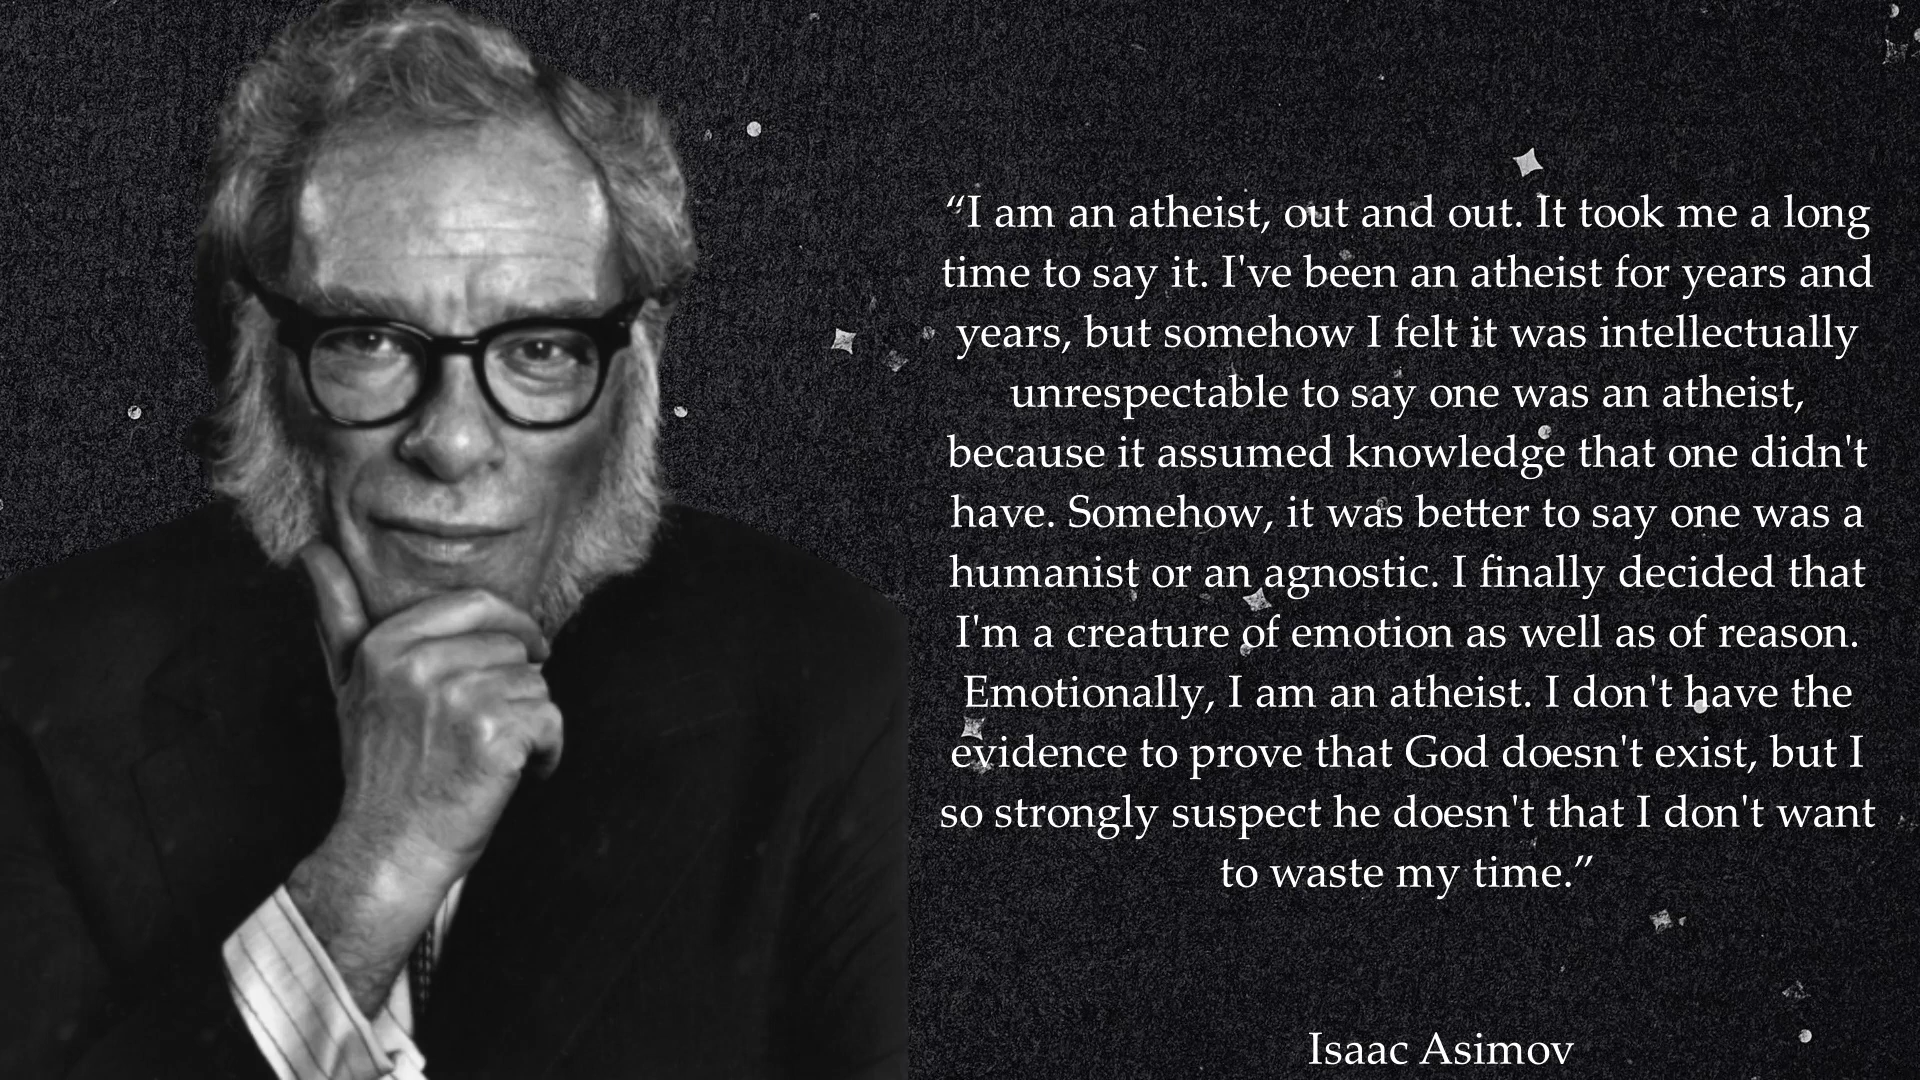 “I am an atheist, out and out. It took me a long
time to say it. I've been an atheist for years and
years, but somehow I felt it was intellectually
unrespectable to say one was an atheist,
because it assumed knowledge that one didn't
have. Somehow, it was better to say one was a
humanist or an agnostic. I finally decided that
I'm a creature of emotion as well as of reason.
Emotionally, I am an atheist. I don't have the
evidence to prove that God doesn't exist, but I
so strongly suspect he doesn't that I don't want
to waste my time.”
Isaac Asimov